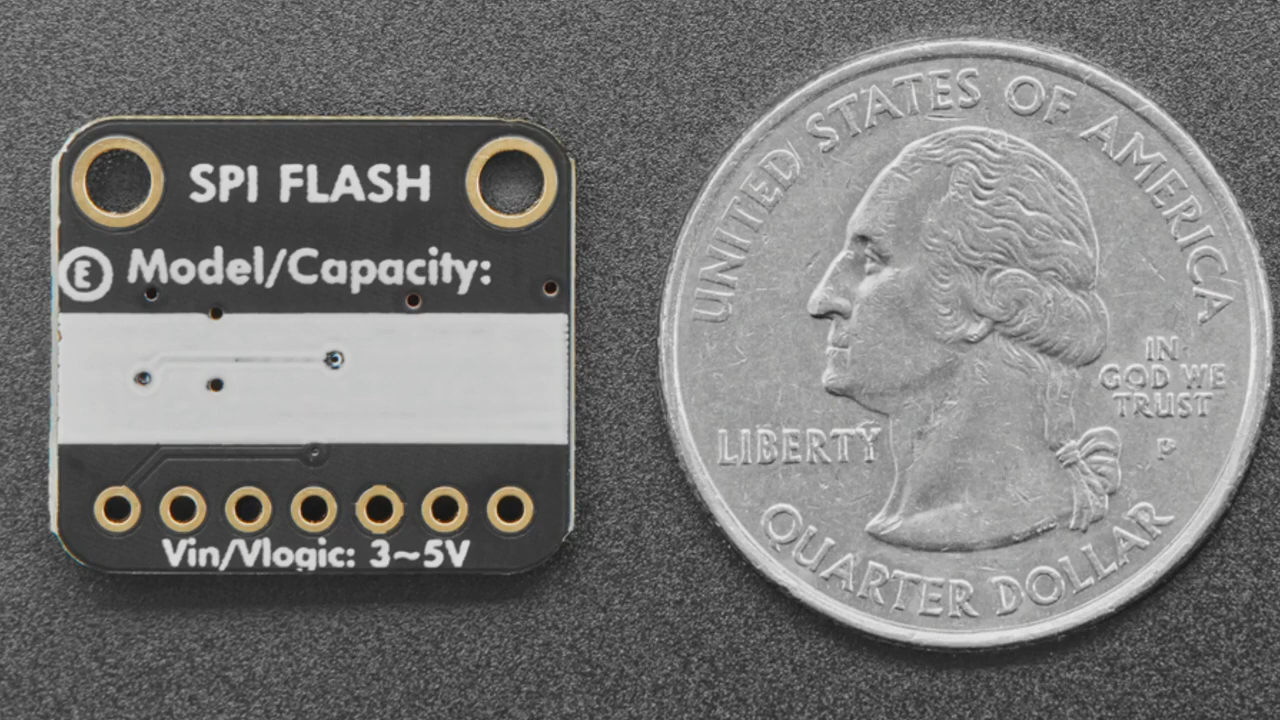 SPI FLASH
E Model/Capacity:
Vin/Vlogic: 3~5V
UNITED STATES OF AMERICA
IN
GOD WE
TRUST
LIBERTY
P
QUARTER DOLLAR